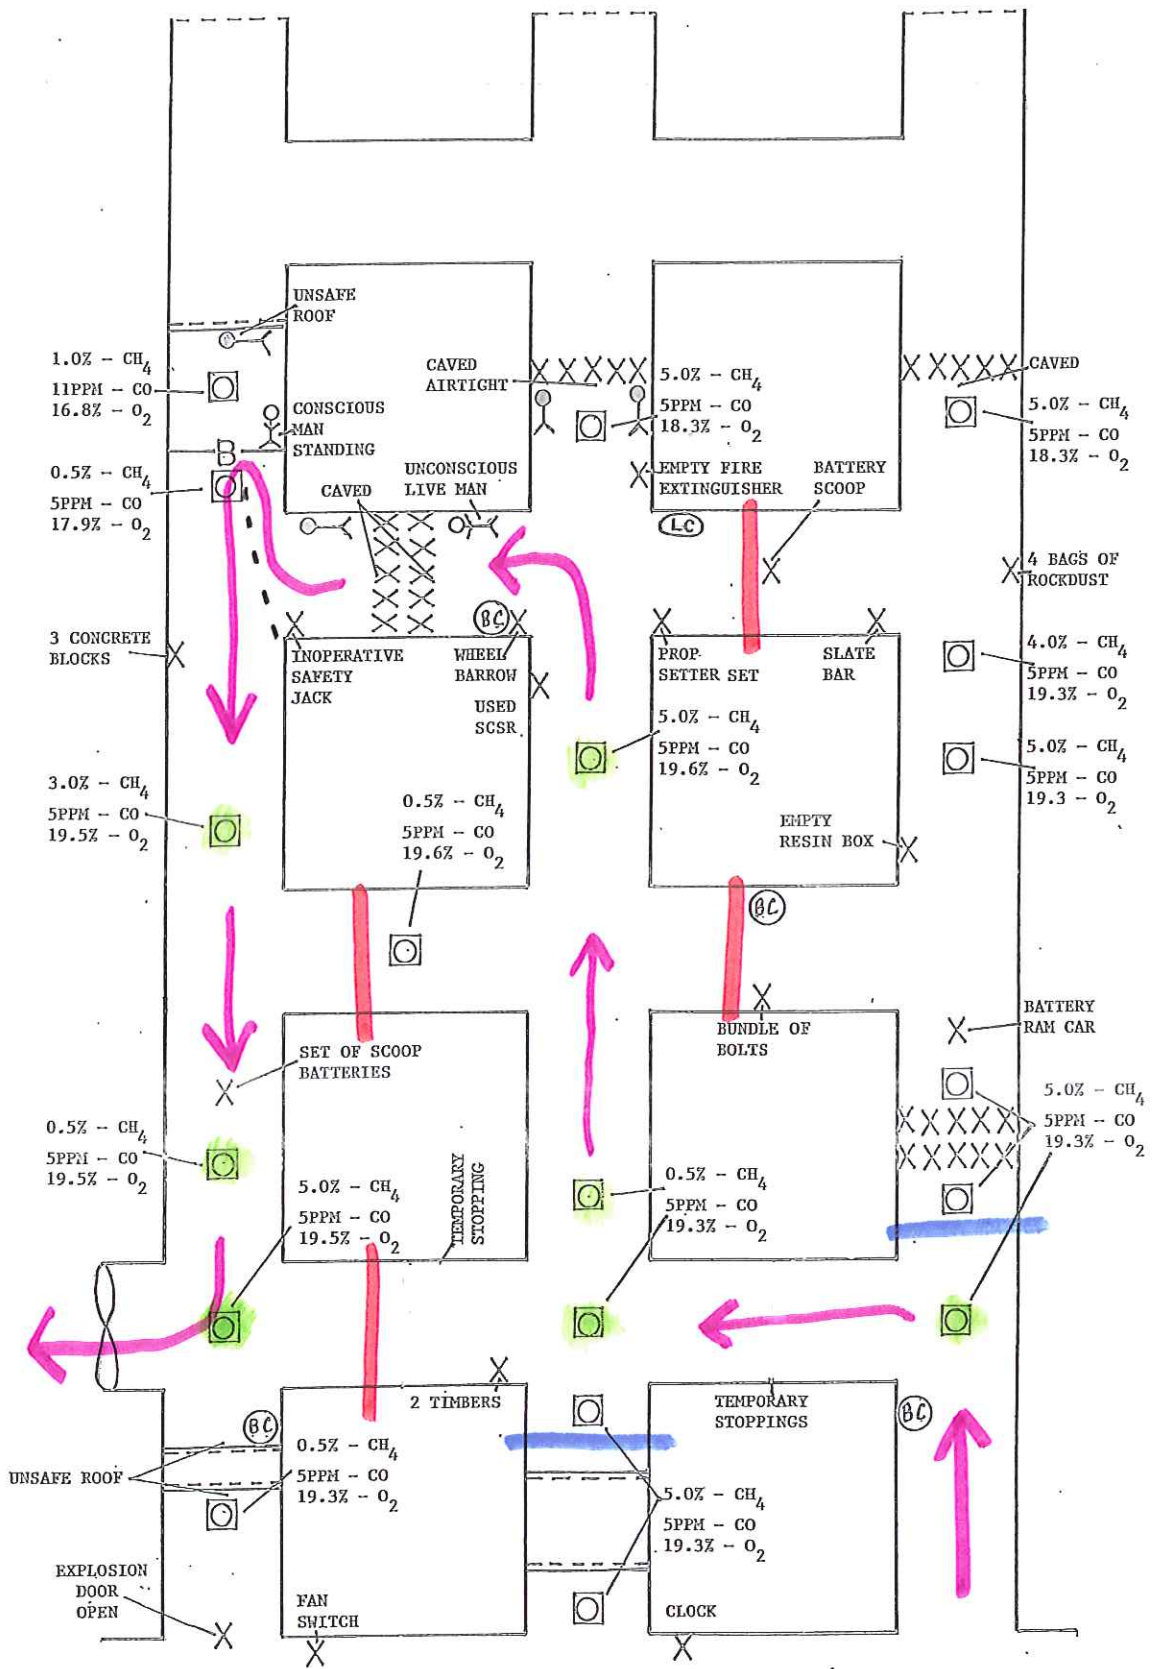 UNSAFE
ROOF
1.0% - CH4
11PPM - CO
16.8% - O2
CONSCIOUS
MAN
STANDING
B
0.5% - CH4
5PPM - CO
17.9% - O2
CAVED
AIRTIGHT
5.0% - CH4
5PPM - CO
18.3% - O2
CAVED
5.0% - CH4
5PPM - CO
18.3% - O2
UNCONSCIOUS
LIVE MAN
CAVED
EMPTY FIRE
EXTINGUISHER
BATTERY
SCOOP
LC
4 BAGS OF
ROCKDUST
3 CONCRETE
BLOCKS
BC
INOPERATIVE
SAFETY
JACK
WHEEL
BARROW
USED
SCSR
PROP-
SETTER SET
SLATE
BAR
4.0% - CH4
5PPM - CO
19.3% - O2
5.0% - CH4
5PPM - CO
19.6% - O2
5.0% - CH4
5PPM - CO
19.3 - O2
3.0% - CH4
5PPM - CO
19.5% - O2
0.5% - CH4
5PPM - CO
19.6% - O2
EMPTY
RESIN BOX
BC
BATTERY
RAM CAR
SET OF SCOOP
BATTERIES
BUNDLE OF
BOLTS
5.0% - CH4
5PPM - CO
19.3% - O2
0.5% - CH4
5PPM - CO
19.5% - O2
5.0% - CH4
5PPM - CO
19.5% - O2
TEMPORARY
STOPPING
0.5% - CH4
5PPM - CO
19.3% - O2
2 TIMBERS
TEMPORARY
STOPPINGS
BC
BC
UNSAFE ROOF
0.5% - CH4
5PPM - CO
19.3% - O2
5.0% - CH4
5PPM - CO
19.3% - O2
EXPLOSION
DOOR
OPEN
FAN
SWITCH
CLOCK